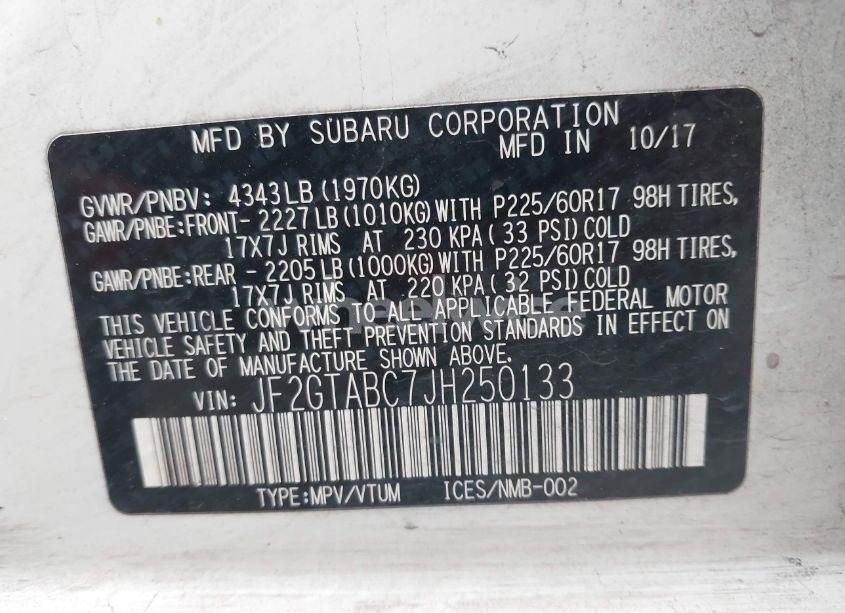 MFD BY SUBARU CORPORATION
MFD IN 10/17
GVWR/PNBV: 4343LB(1970KG)
GAWR/PNBE:FRONT- 2227LB(1010KG)WITH P225/60R17 98H TIRES,
17X7J RIMS AT 230 KPA( 33 PSI)COLD
GAWR/PNBE:REAR - 2205LB(1000KG)WITH P225/60R17 98H TIRES,
17X7J RIMS AT 220 KPA( 32 PSI)COLD
THIS VEHICLE CONFORMS TO ALL APPLICABLE FEDERAL MOTOR
VEHICLE SAFETY AND THEFT PREVENTION STANDARDS IN EFFECT ON
THE DATE OF MANUFACTURE SHOWN ABOVE.
VIN: JF2GTABC7JH250133
TYPE:MPV/VTUM ICES/NMB-002